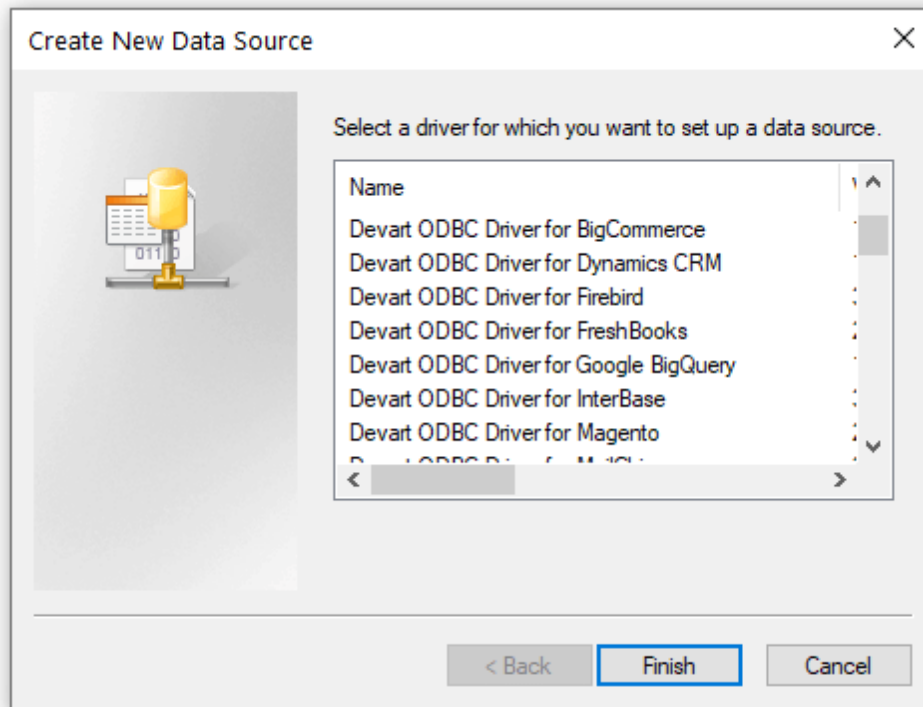 Create New Data Source
Select a driver for which you want to set up a data source.
Name
Devart ODBC Driver for BigCommerce
Devart ODBC Driver for Dynamics CRM
Devart ODBC Driver for Firebird
Devart ODBC Driver for FreshBooks
Devart ODBC Driver for Google BigQuery
Devart ODBC Driver for InterBase
Devart ODBC Driver for Magento
< Back
Finish
Cancel